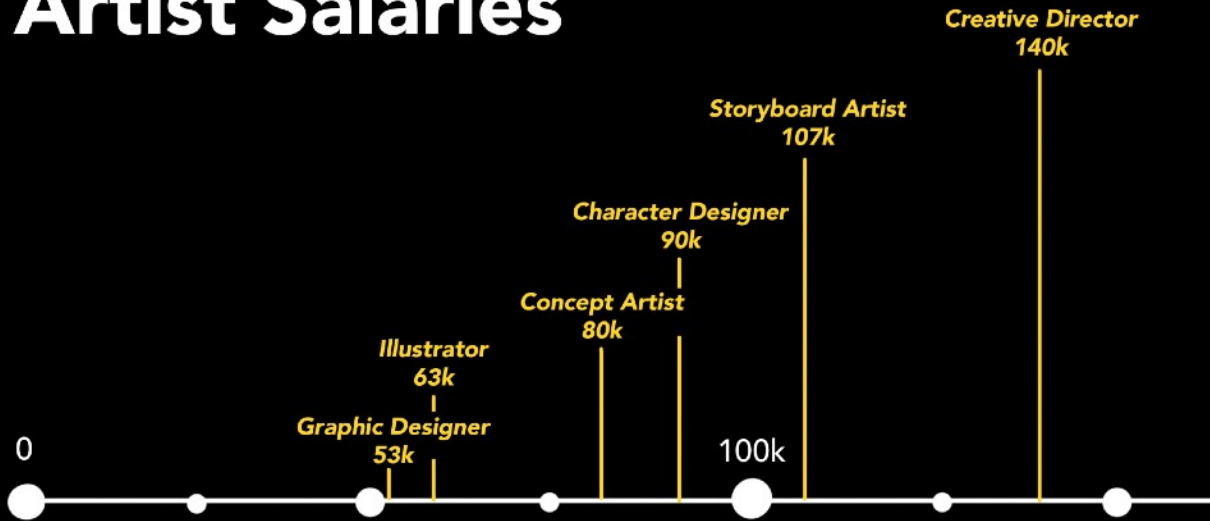 Artist Salaries
Creative Director
140k
Storyboard Artist
107k
Character Designer
90k
Concept Artist
80k
Illustrator
63k
Graphic Designer
53k
0
100k